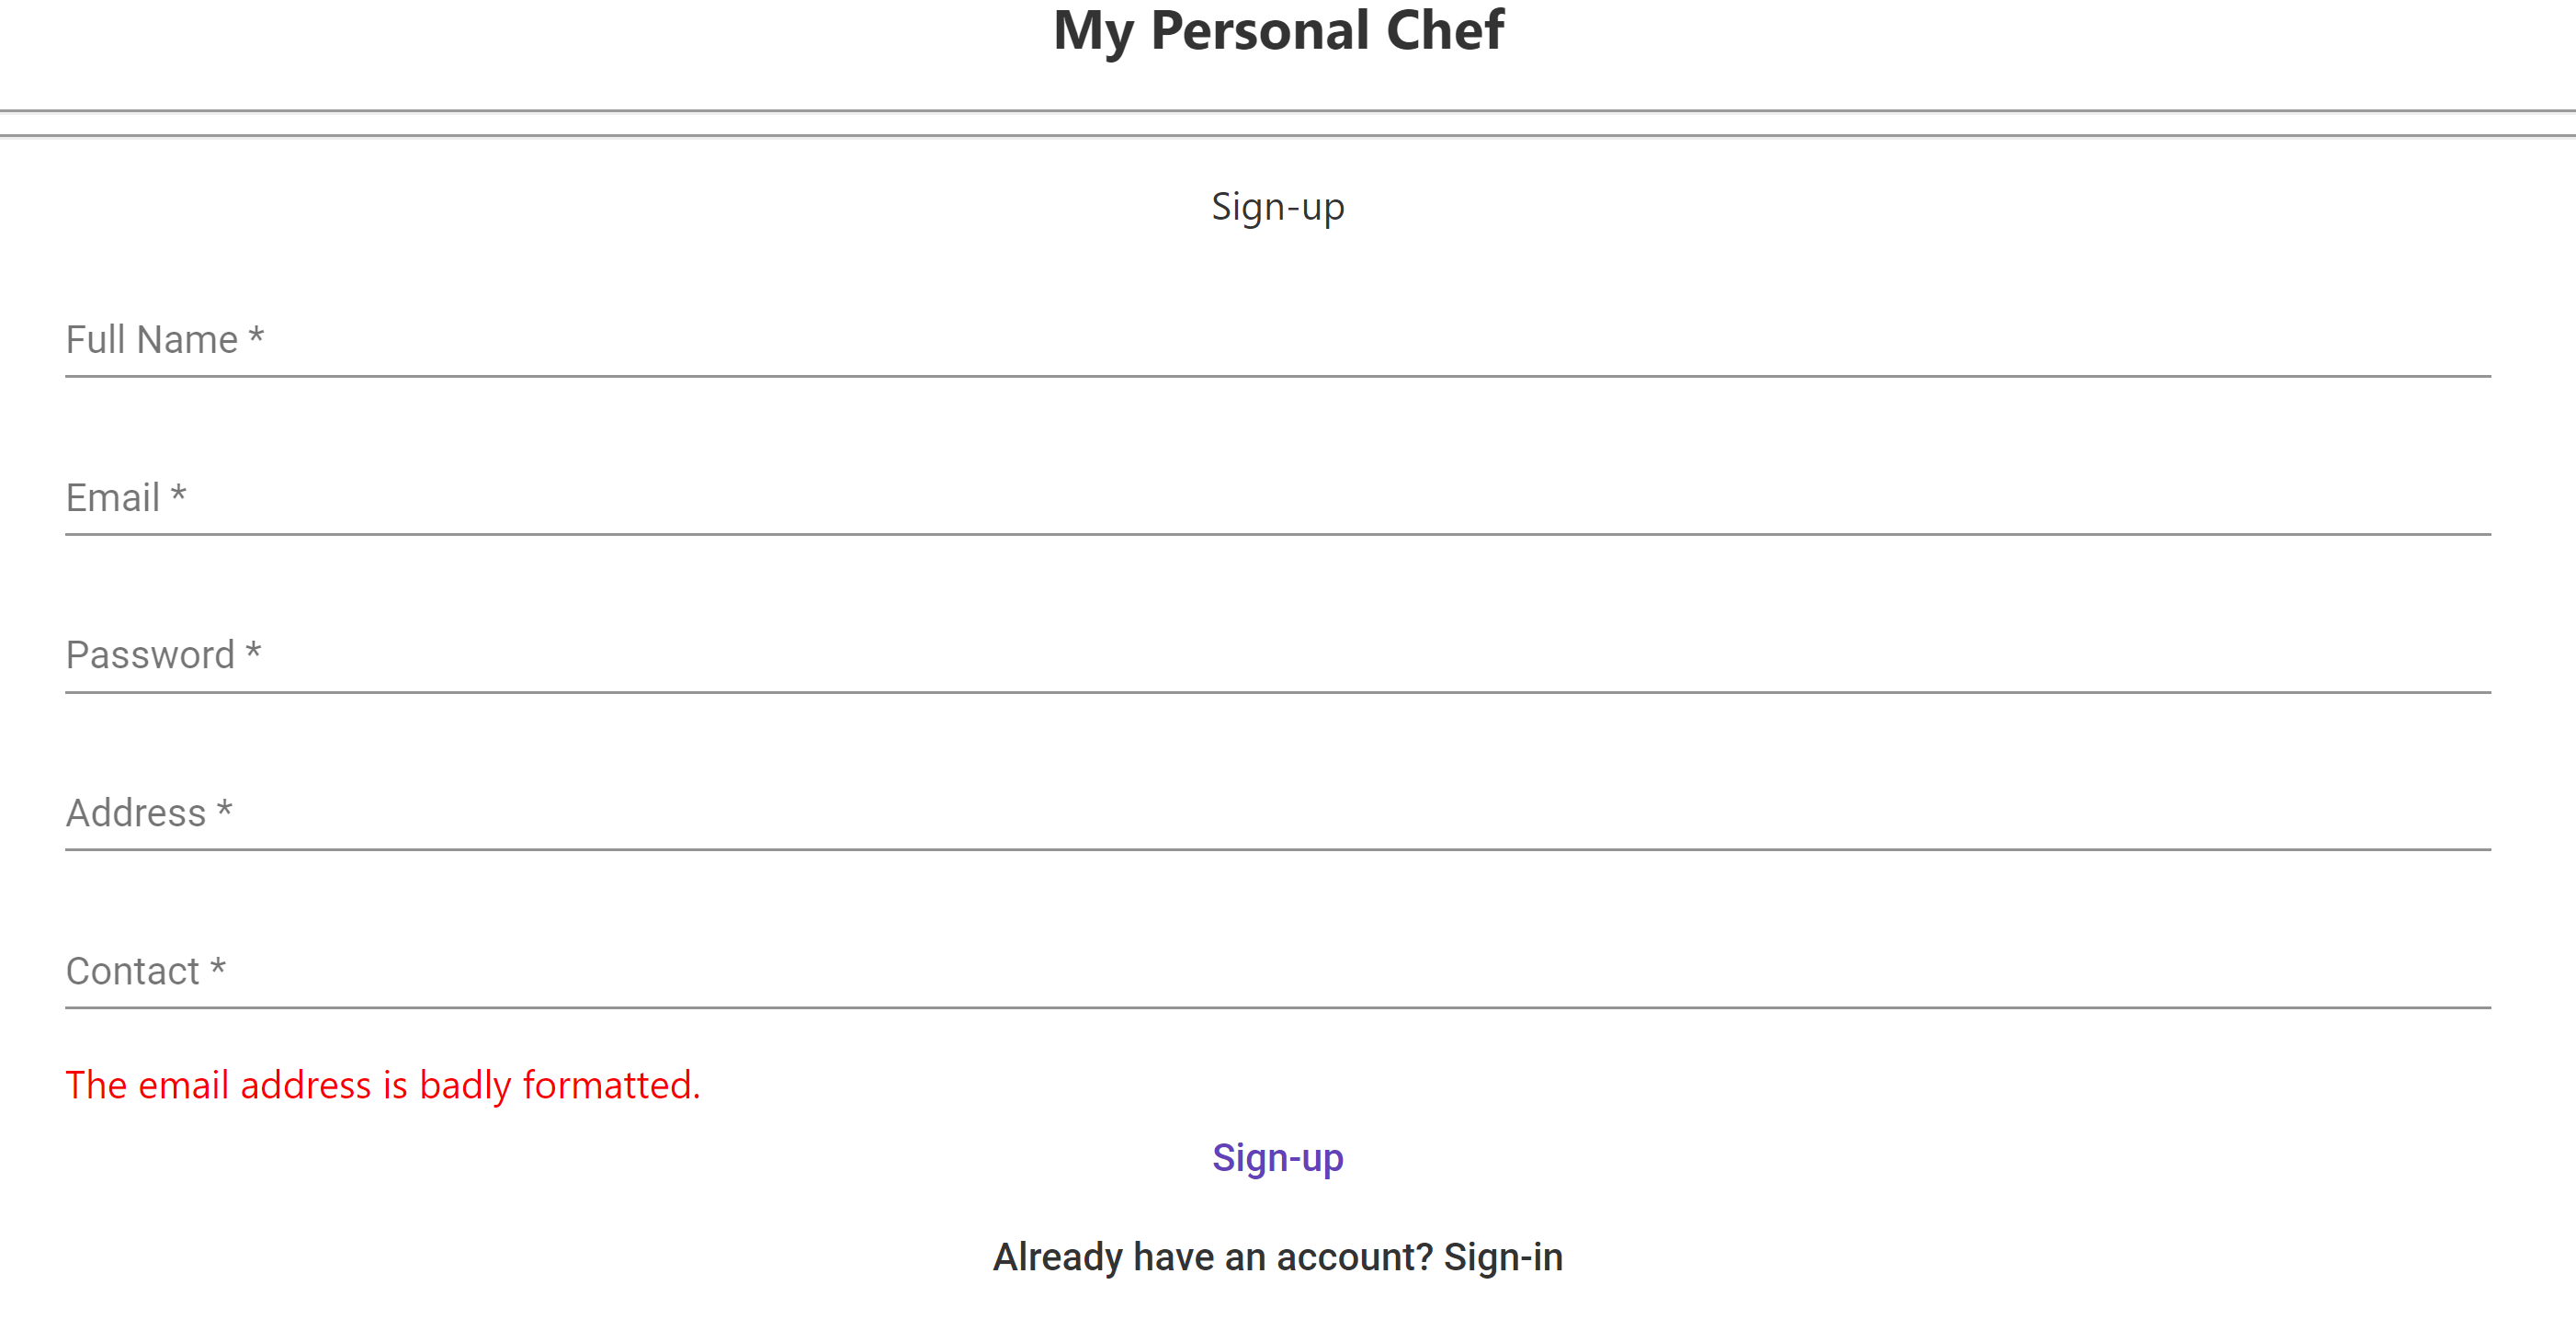 My Personal Chef
Sign-up
Full Name *
Email *
Password *
Address *
Contact *
The email address is badly formatted.
Sign-up
Already have an account? Sign-in